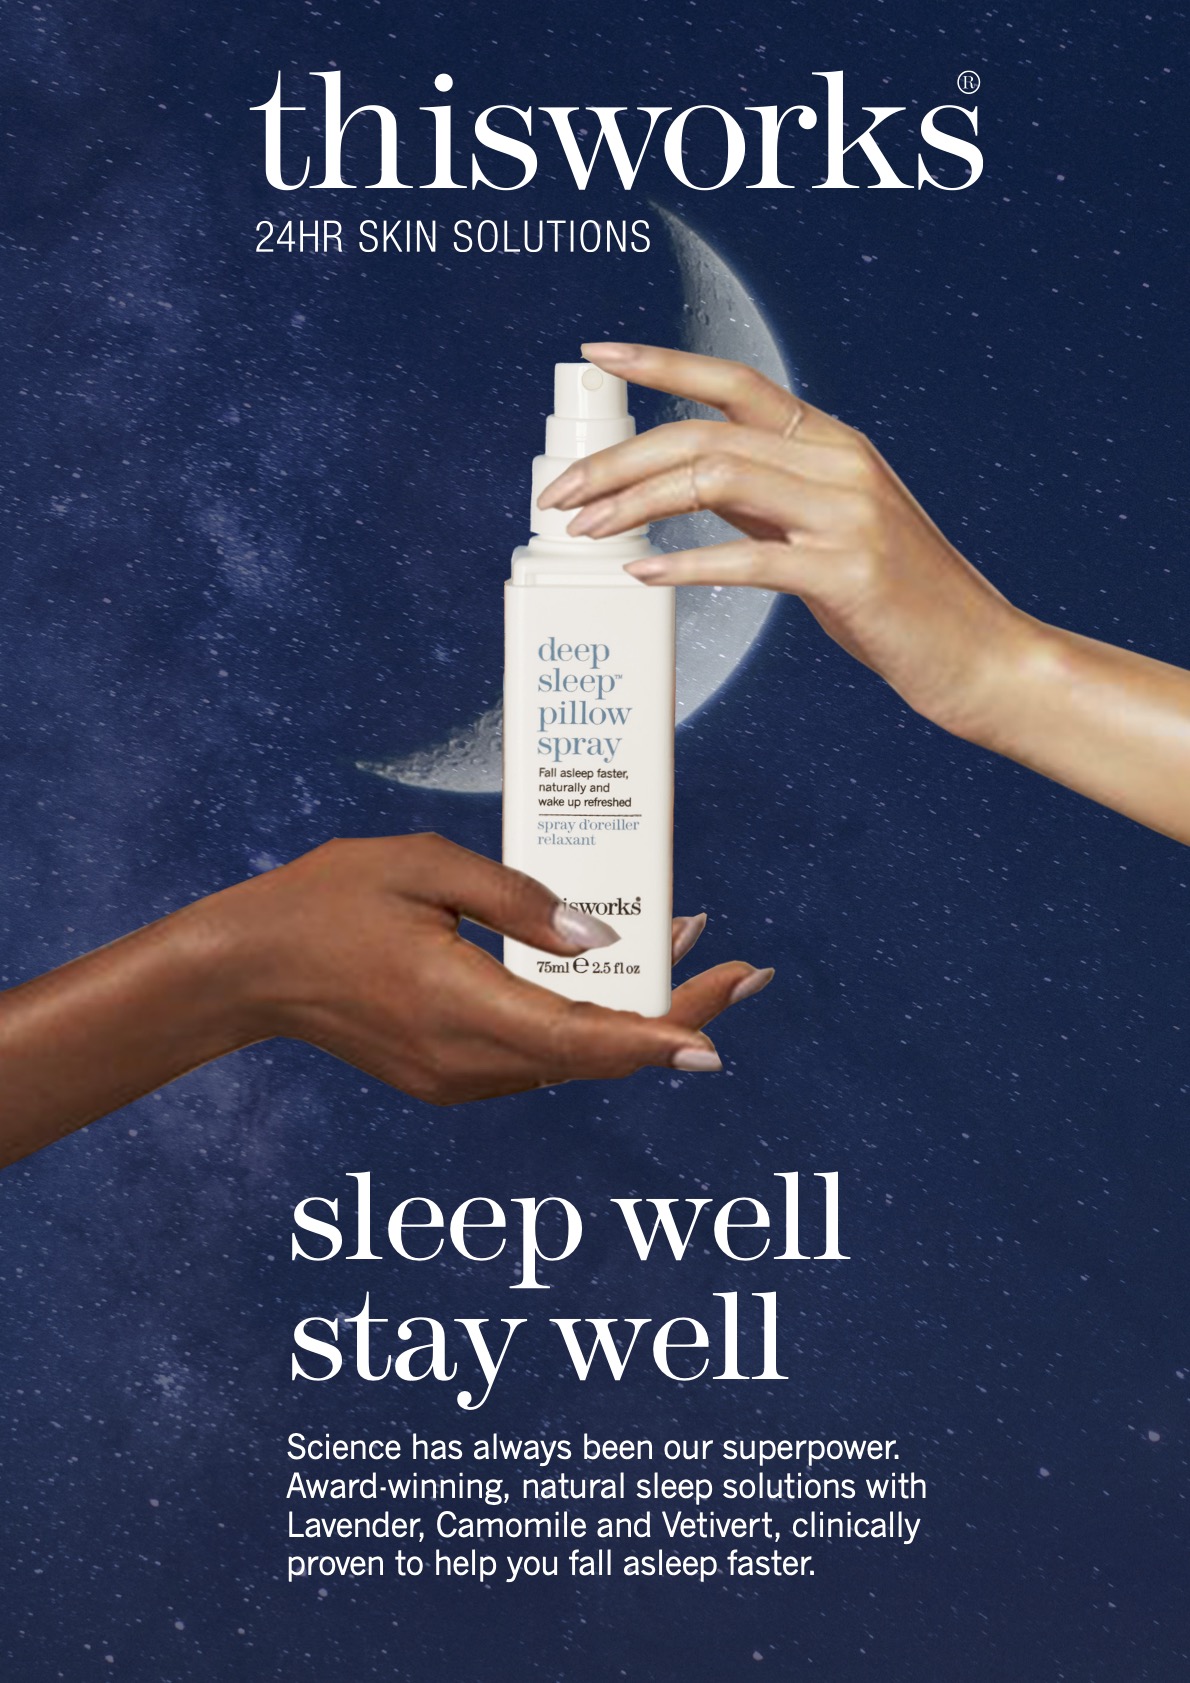 thisworks®
24HR SKIN SOLUTIONS
deep
sleep™
pillow
spray
Fall asleep faster,
naturally and
wake up refreshed
spray d'oreiller
relaxant
isworks
75ml ℮ 2.5 fl oz
sleep well
stay well
Science has always been our superpower.
Award-winning, natural sleep solutions with
Lavender, Camomile and Vetivert, clinically
proven to help you fall asleep faster.